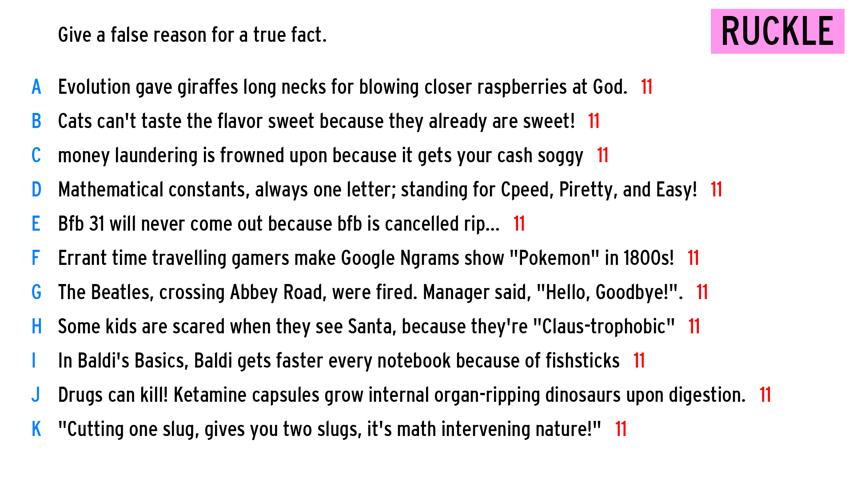 Give a false reason for a true fact.
RUCKLE
A Evolution gave giraffes long necks for blowing closer raspberries at God. 11
B Cats can't taste the flavor sweet because they already are sweet! 11
C money laundering is frowned upon because it gets your cash soggy 11
D Mathematical constants, always one letter; standing for Cpeed, Piretty, and Easy! 11
E Bfb 31 will never come out because bfb is cancelled rip... 11
F Errant time travelling gamers make Google Ngrams show "Pokemon" in 1800s! 11
G The Beatles, crossing Abbey Road, were fired. Manager said, "Hello, Goodbye!". 11
H Some kids are scared when they see Santa, because they're "Claus-trophobic" 11
I In Baldi's Basics, Baldi gets faster every notebook because of fishsticks 11
J Drugs can kill! Ketamine capsules grow internal organ-ripping dinosaurs upon digestion. 11
K "Cutting one slug, gives you two slugs, it's math intervening nature!" 11